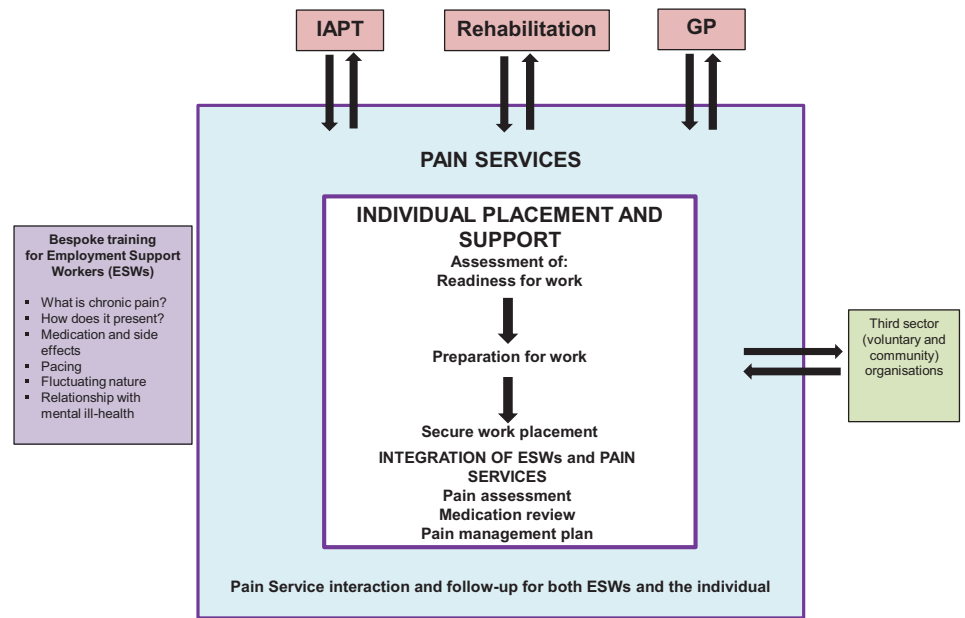 IAPT
Rehabilitation
GP
PAIN SERVICES
INDIVIDUAL PLACEMENT AND
SUPPORT
Assessment of:
Readiness for work
Preparation for work
Secure work placement
INTEGRATION OF ESWs and PAIN
SERVICES
Pain assessment
Medication review
Pain management plan
Pain Service interaction and follow-up for both ESWs and the individual
Bespoke training
for Employment Support
Workers (ESWs)
▪ What is chronic pain?
▪ How does it present?
▪ Medication and side
effects
▪ Pacing
▪ Fluctuating nature
▪ Relationship with
mental ill-health
Third sector
(voluntary and
community)
organisations